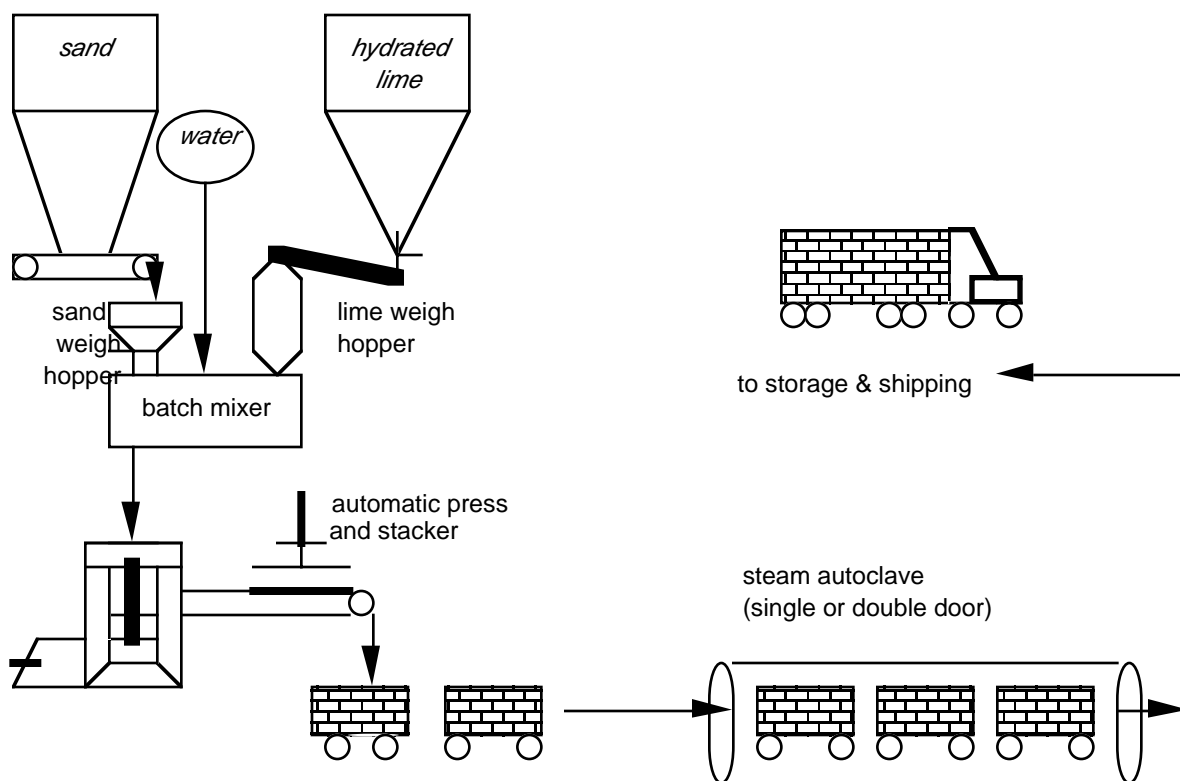 sand
hydrated
lime
water
sand
weigh
hopper
lime weigh
hopper
batch mixer
to storage & shipping
automatic press
and stacker
steam autoclave
(single or double door)